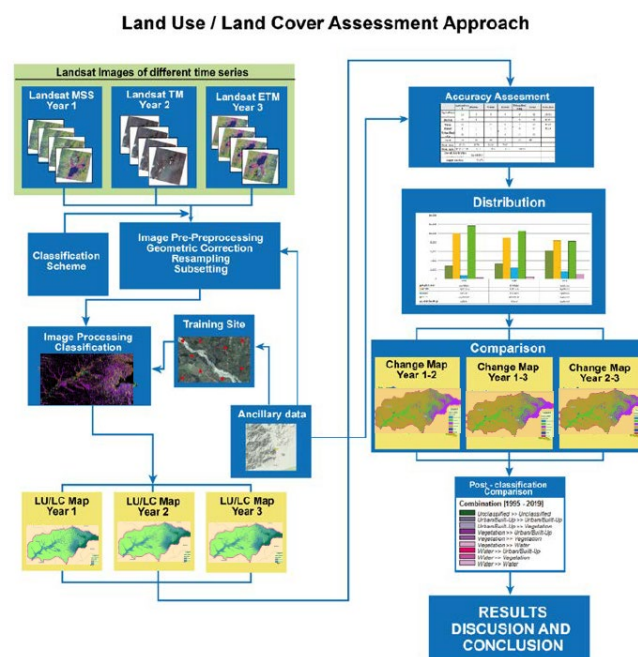 Land Use / Land Cover Assessment Approach
Landsat Images of different time series
Landsat MSS
Year 1
Landsat TM
Year 2
Landsat ETM
Year 3
Classification
Scheme
Image Pre-Preprocessing
Geometric Correction
Resampling
Subsetting
Image Processing
Classification
Training Site
Ancillary data
LU/LC Map
Year 1
LU/LC Map
Year 2
LU/LC Map
Year 3
Accuracy Assesment
Distribution
Comparison
Change Map
Year 1-2
Change Map
Year 1-3
Change Map
Year 2-3
Post - classification
Comparison
Combination [1995 - 2019]
Unclassified >> Unclassified
Urban/Built-Up >> Urban/Built-Up
Urban/Built-Up >> Vegetation
Vegetation >> Urban/Built-Up
Vegetation >> Vegetation
Vegetation >> Water
Water >> Urban/Built-Up
Water >> Vegetation
Water >> Water
RESULTS
DISCUSION AND
CONCLUSION